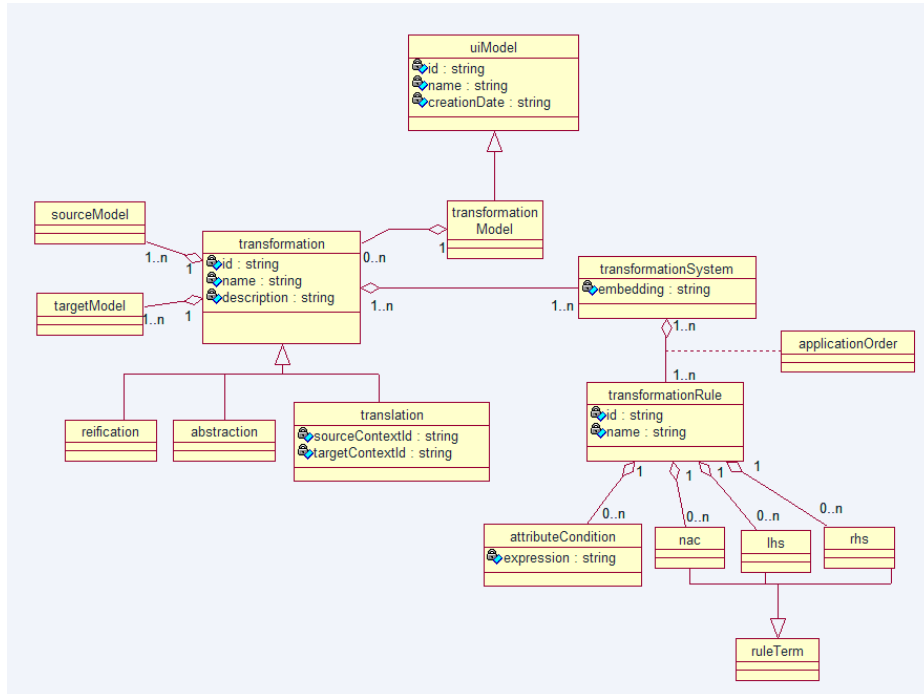 uiModel
id : string
name : string
creationDate : string
sourceModel
transformation
Model
transformation
id : string
name : string
description : string
1..n
1
0..n
1
targetModel
1..n
1
1..n
1..n
transformationSystem
embedding : string
1..n
applicationOrder
1..n
transformationRule
id : string
name : string
reification
abstraction
translation
sourceContextId : string
targetContextId : string
1
1
1
1
0..n
0..n
0..n
0..n
attributeCondition
expression : string
nac
lhs
rhs
ruleTerm